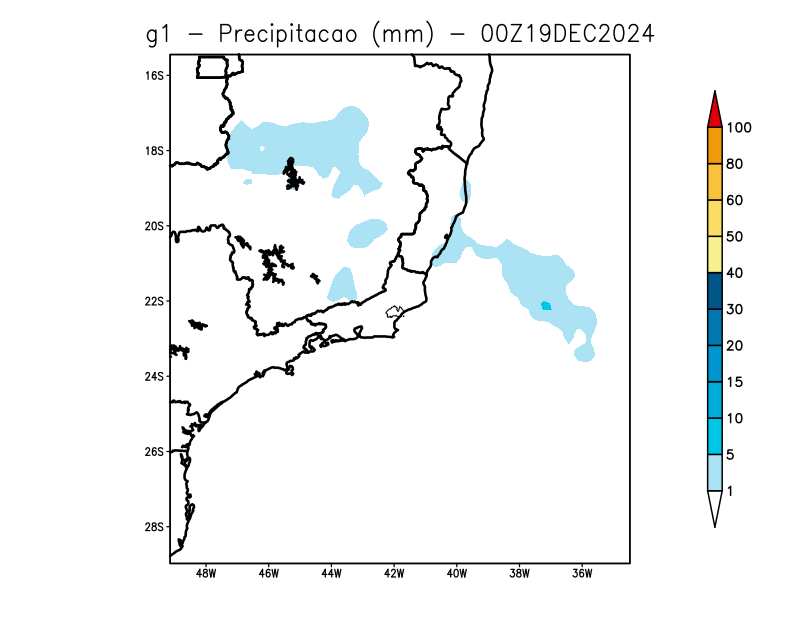 g1 – Precipitacao (mm) – 00Z19DEC2024
16S
18S
20S
22S
24S
26S
28S
48W 46W 44W 42W 40W 38W 36W
100
80
60
50
40
30
20
15
10
5
1